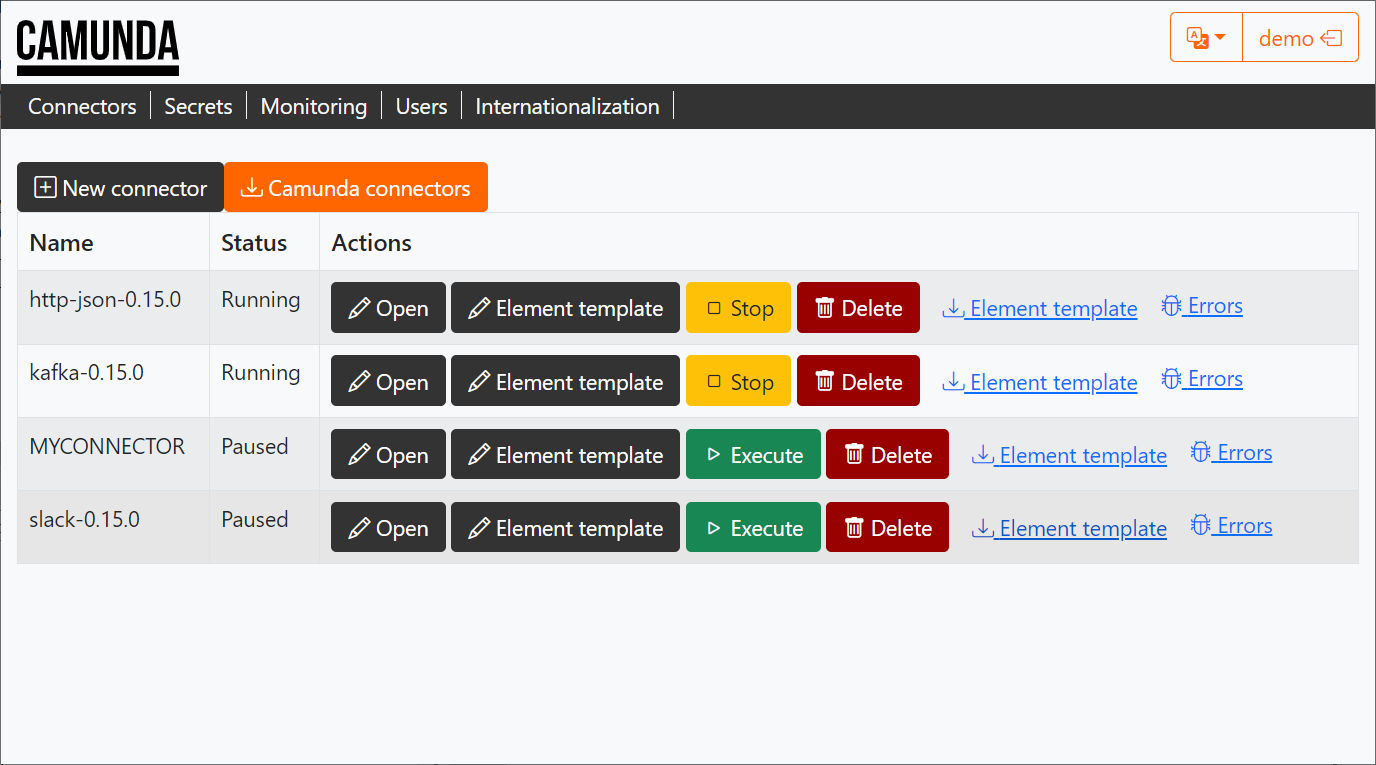 CAMUNDA
demo
Connectors Secrets Monitoring Users Internationalization
New connector Camunda connectors
Name Status Actions
http-json-0.15.0 Running Open Element template Stop Delete Element template Errors
kafka-0.15.0 Running Open Element template Stop Delete Element template Errors
MYCONNECTOR Paused Open Element template Execute Delete Element template Errors
slack-0.15.0 Paused Open Element template Execute Delete Element template Errors